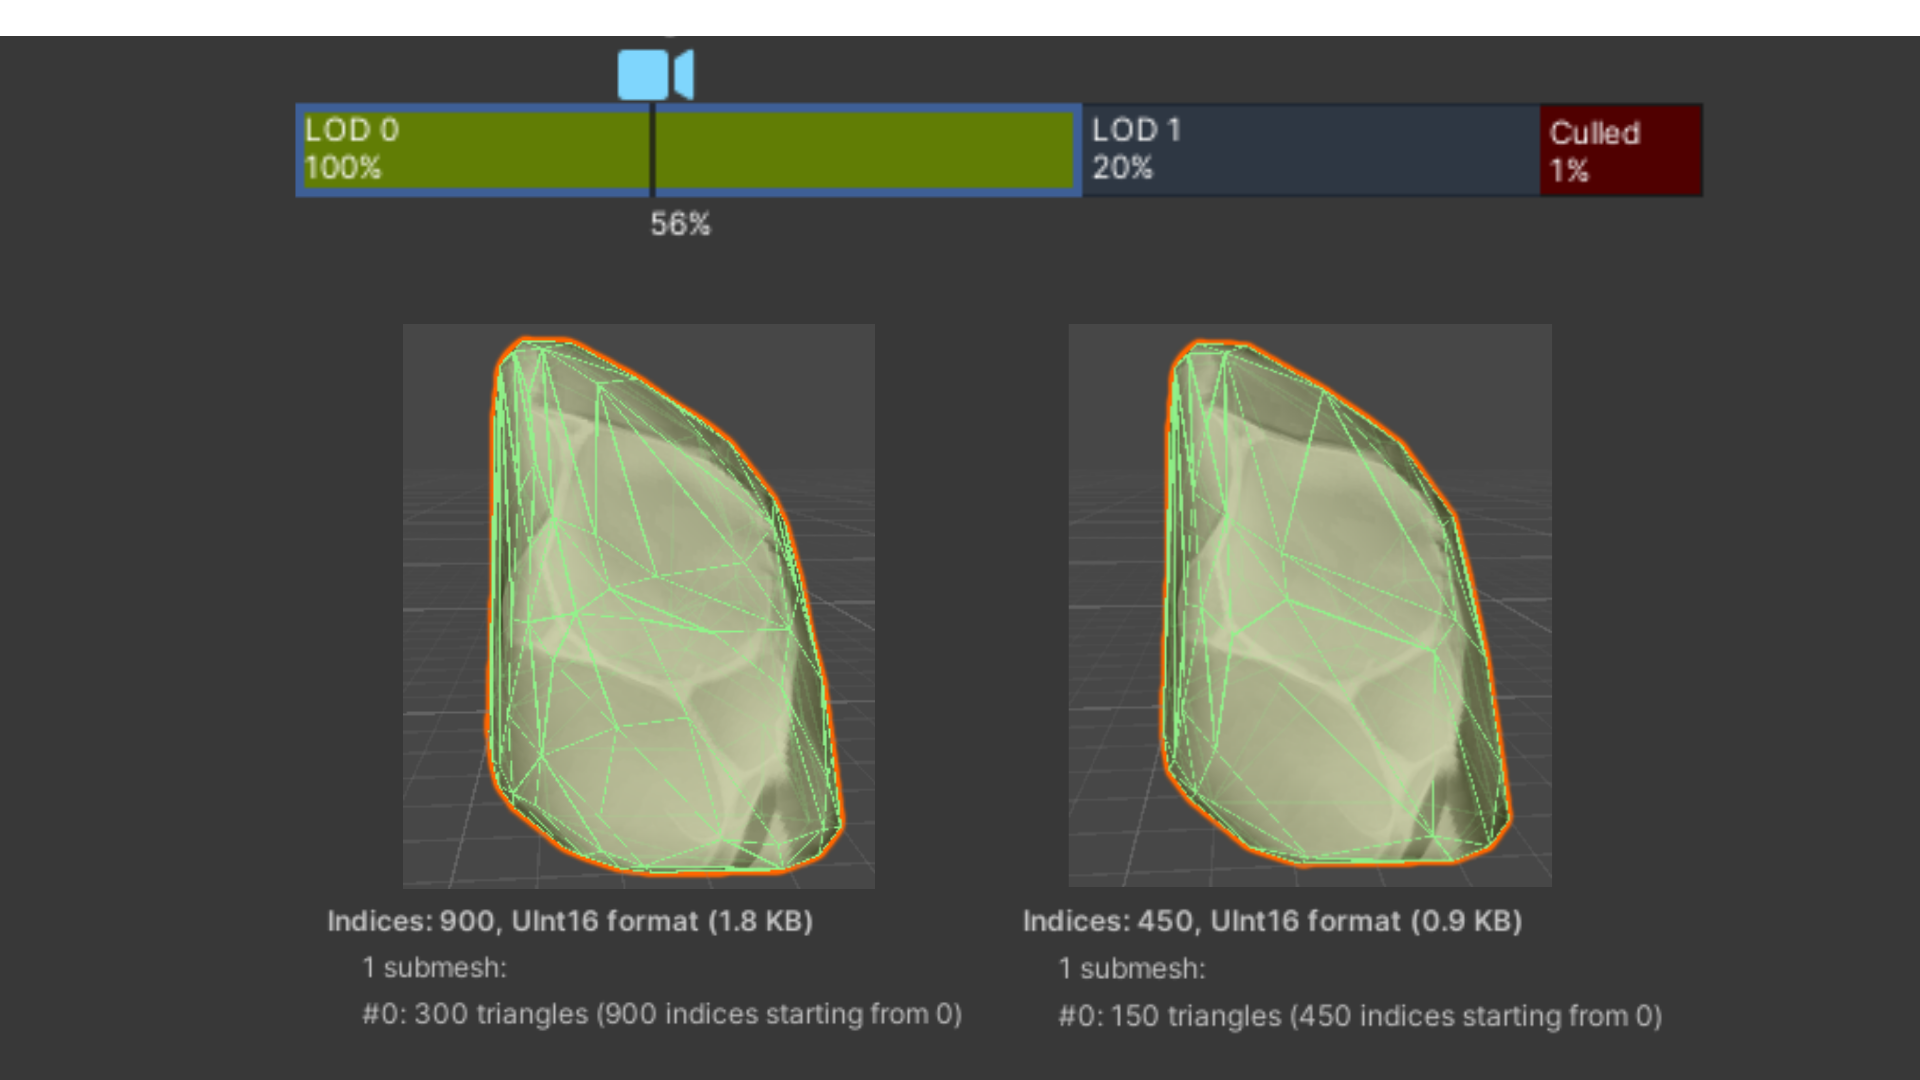 LOD 0
100%
LOD 1
20%
Culled
1%
56%
Indices: 900, UInt16 format (1.8 KB)
1 submesh:
#0: 300 triangles (900 indices starting from 0)
Indices: 450, UInt16 format (0.9 KB)
1 submesh:
#0: 150 triangles (450 indices starting from 0)